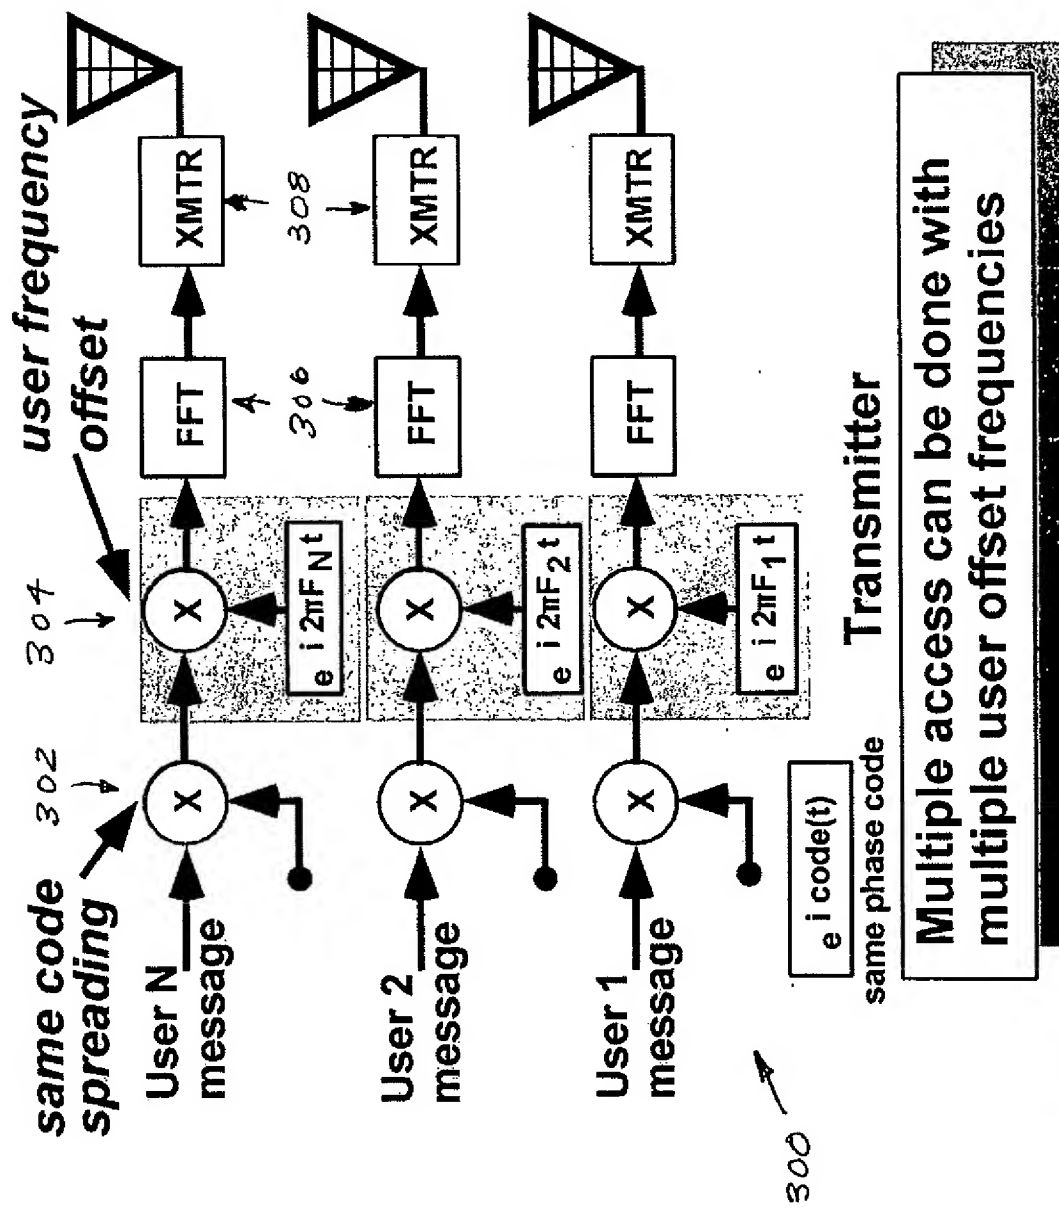 same code
spreading
302
304
user frequency
offset
User N
message
X
X
e i 2πF_N t
FFT
XMTR
306
308
User 2
message
X
X
e i 2πF_2 t
FFT
XMTR
User 1
message
X
X
e i 2πF_1 t
FFT
XMTR
300
e i code(t)
same phase code
Transmitter
Multiple access can be done with
multiple user offset frequencies